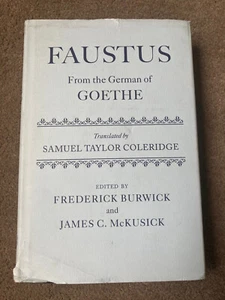 FAUSTUS
From the German of
GOETHE
Translated by
SAMUEL TAYLOR COLERIDGE
EDITED BY
FREDERICK BURWICK
and
JAMES C. McKUSICK